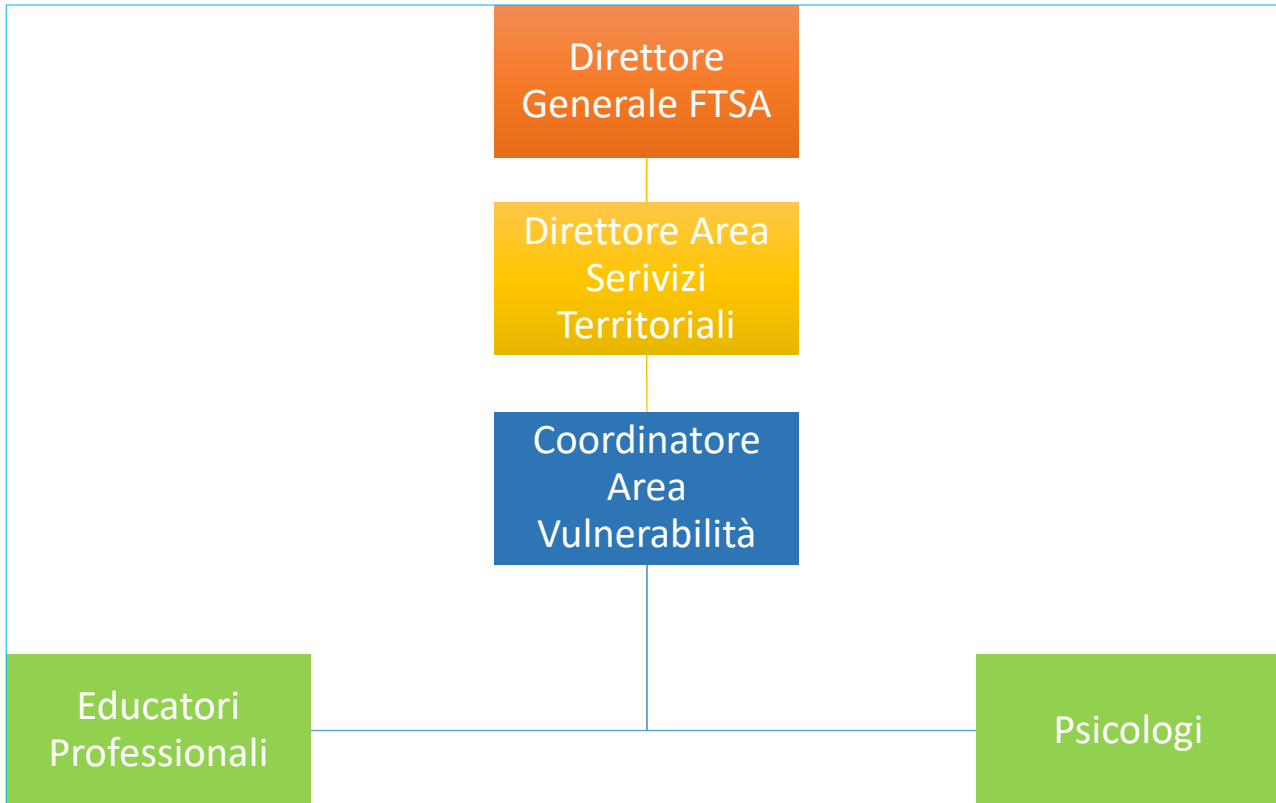 Direttore
Generale FTSA
Direttore Area
Serivizi
Territoriali
Coordinatore
Area
Vulnerabilità
Educatori
Professionali
Psicologi